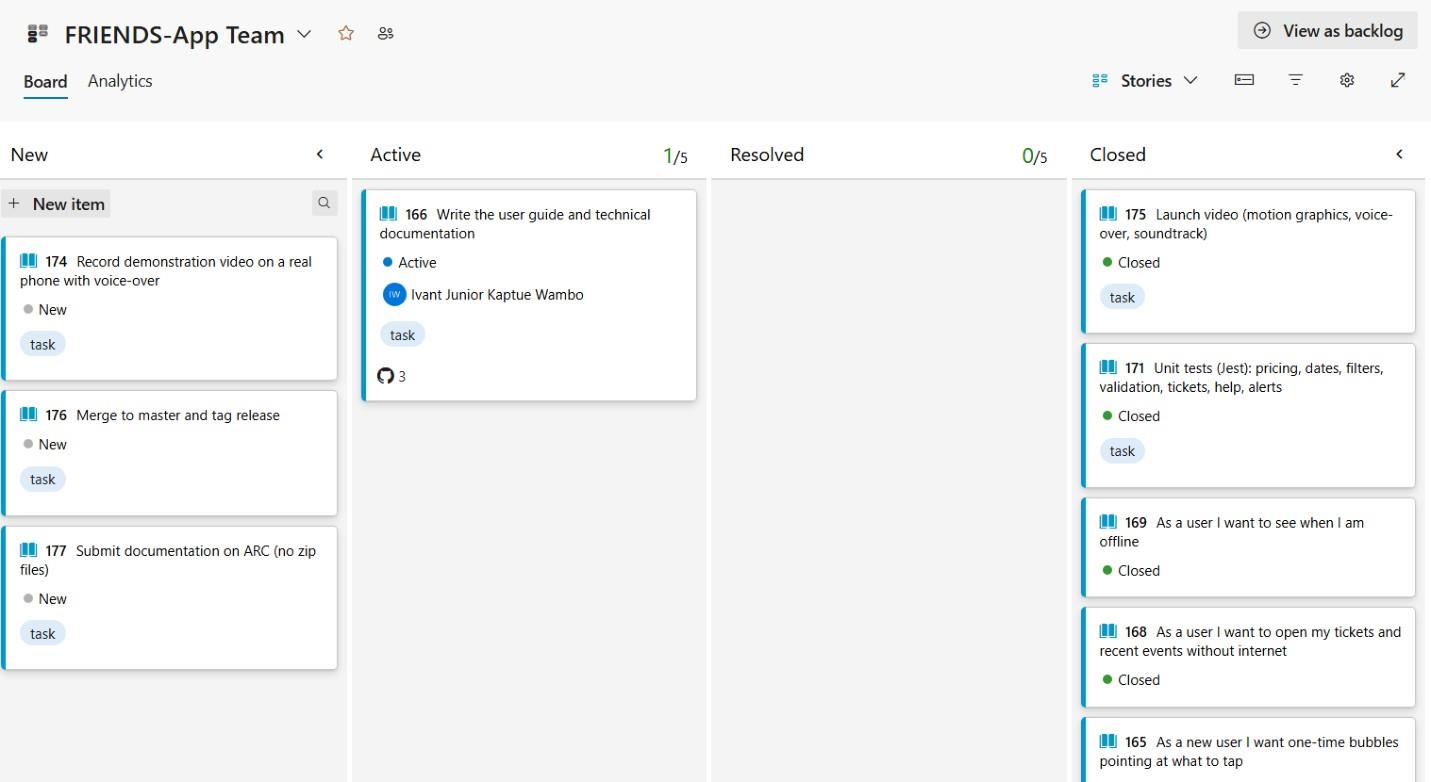 FRIENDS-App Team
View as backlog
Board
Analytics
Stories
New
Active
1/5
Resolved
0/5
Closed
+ New item
174 Record demonstration video on a real
phone with voice-over
New
task
176 Merge to master and tag release
New
task
177 Submit documentation on ARC (no zip
files)
New
task
166 Write the user guide and technical
documentation
Active
IW
Ivant Junior Kaptue Wambo
task
3
175 Launch video (motion graphics, voice-
over, soundtrack)
Closed
task
171 Unit tests (Jest): pricing, dates, filters,
validation, tickets, help, alerts
Closed
task
169 As a user I want to see when I am
offline
Closed
168 As a user I want to open my tickets and
recent events without internet
Closed
165 As a new user I want one-time bubbles
pointing at what to tap